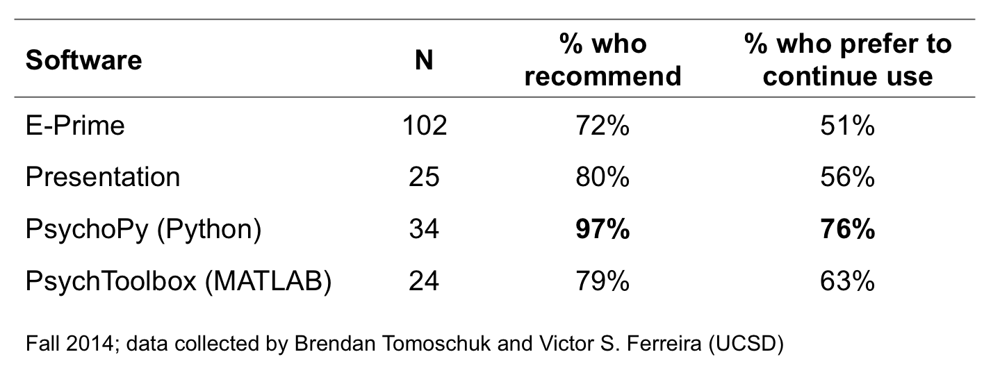 Software N % who recommend % who prefer to continue use
E-Prime 102 72% 51%
Presentation 25 80% 56%
PsychoPy (Python) 34 97% 76%
PsychToolbox (MATLAB) 24 79% 63%
Fall 2014; data collected by Brendan Tomoschuk and Victor S. Ferreira (UCSD)